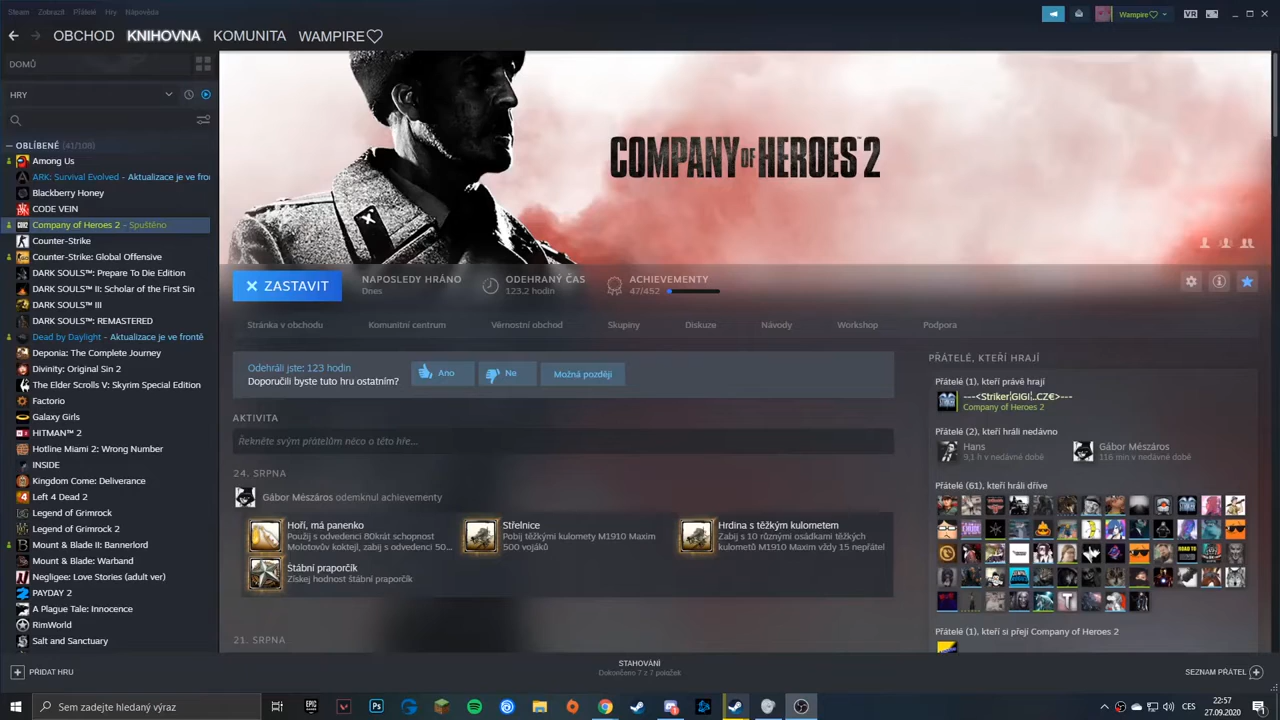 Steam Zobrazit Přátelé Hry Nápověda
Wampire♡
VR
OBCHOD KNIHOVNA KOMUNITA WAMPIRE♡
DOMŮ
HRY
OBLÍBENÉ (41/108)
Among Us
ARK: Survival Evolved - Aktualizace je ve fron
Blackberry Honey
CODE VEIN
Company of Heroes 2 - Spuštěno
Counter-Strike
Counter-Strike: Global Offensive
DARK SOULS™: Prepare To Die Edition
DARK SOULS™ II: Scholar of the First Sin
DARK SOULS™ III
DARK SOULS™: REMASTERED
Dead by Daylight - Aktualizace je ve frontě
Deponia: The Complete Journey
Divinity: Original Sin 2
The Elder Scrolls V: Skyrim Special Edition
Factorio
Galaxy Girls
HITMAN™ 2
Hotline Miami 2: Wrong Number
INSIDE
Kingdom Come: Deliverance
Left 4 Dead 2
Legend of Grimrock
Legend of Grimrock 2
Mount & Blade II: Bannerlord
Mount & Blade: Warband
Negligee: Love Stories (adult ver)
PAYDAY 2
A Plague Tale: Innocence
RimWorld
Salt and Sanctuary
PŘIDAT HRU
COMPANY OF HEROES 2
ZASTAVIT
NAPOSLEDY HRÁNO
Dnes
ODEHRANÝ ČAS
123,2 hodin
ACHIEVEMENTY
47/452
Stránka v obchodu Komunitní centrum Věrnostní obchod Skupiny Diskuze Návody Workshop Podpora
Odehráli jste: 123 hodin
Doporučili byste tuto hru ostatním?
Ano Ne Možná později
AKTIVITA
Řekněte svým přátelům něco o této hře...
24. SRPNA
Gábor Mészáros odemknul achievementy
Hoří, má panenko
Použij s odvedenci 80krát schopnost
Molotovův koktejl, zabij s odvedenci 50...
Střelnice
Pobij těžkými kulomety M1910 Maxim
500 vojáků
Hrdina s těžkým kulometem
Zabij s 10 různými osádkami těžkých
kulometů M1910 Maxim vždy 15 nepřátel
Štábní praporčík
Získej hodnost štábní praporčík
21. SRPNA
PŘÁTELÉ, KTEŘÍ HRAJÍ
Přátelé (1), kteří právě hrají
---<Striker¦GIGI¦..CZ€>---
Company of Heroes 2
Přátelé (2), kteří hráli nedávno
Hans
9,1 h v nedávné době
Gábor Mészáros
116 min v nedávné době
Přátelé (61), kteří hráli dříve
Přátelé (1), kteří si přejí Company of Heroes 2
STAHOVÁNÍ
Dokončeno 7 z 7 položek
SEZNAM PŘÁTEL
Sem zadejte hledaný výraz
CES
22:57
27.09.2020